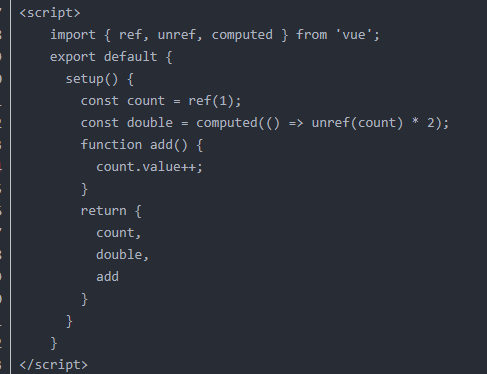 <script>
import { ref, unref, computed } from 'vue';
export default {
setup() {
const count = ref(1);
const double = computed(() => unref(count) * 2);
function add() {
count.value++;
}
return {
count,
double,
add
}
}
}
</script>